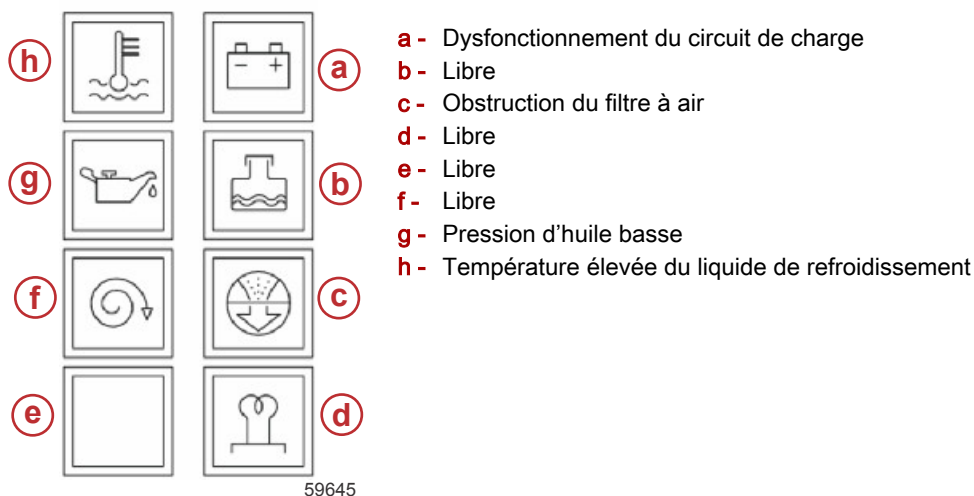 h
a
g
b
f
c
e
d
59645
a - Dysfonctionnement du circuit de charge
b - Libre
c - Obstruction du filtre à air
d - Libre
e - Libre
f - Libre
g - Pression d’huile basse
h - Température élevée du liquide de refroidissement